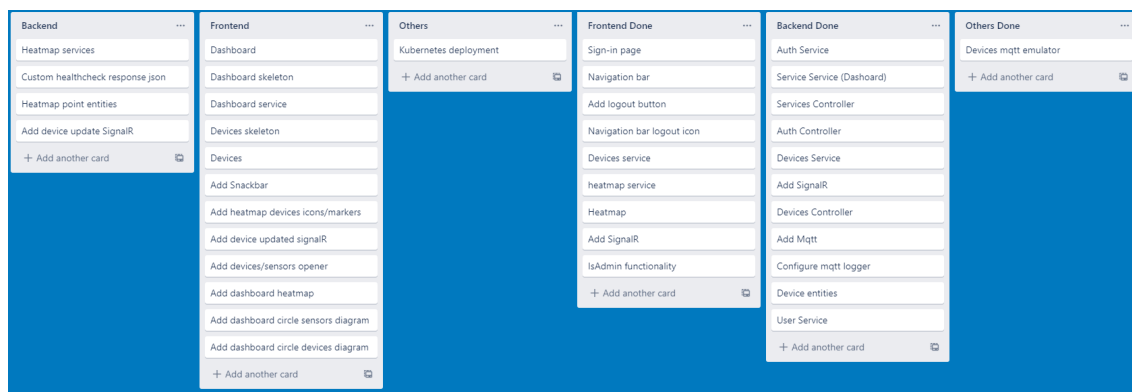 Backend
Heatmap services
Custom healthcheck response json
Heatmap point entities
Add device update SignalR
+ Add another card
Frontend
Dashboard
Dashboard skeleton
Dashboard service
Devices skeleton
Devices
Add Snackbar
Add heatmap devices icons/markers
Add device updated signalR
Add devices/sensors opener
Add dashboard heatmap
Add dashboard circle sensors diagram
Add dashboard circle devices diagram
+ Add another card
Others
Kubernetes deployment
+ Add another card
Frontend Done
Sign-in page
Navigation bar
Add logout button
Navigation bar logout icon
Devices service
heatmap service
Heatmap
Add SignalR
IsAdmin functionality
+ Add another card
Backend Done
Auth Service
Service Service (Dashoard)
Services Controller
Auth Controller
Devices Service
Add SignalR
Devices Controller
Add Mqtt
Configure mqtt logger
Device entities
User Service
+ Add another card
Others Done
Devices mqtt emulator
+ Add another card